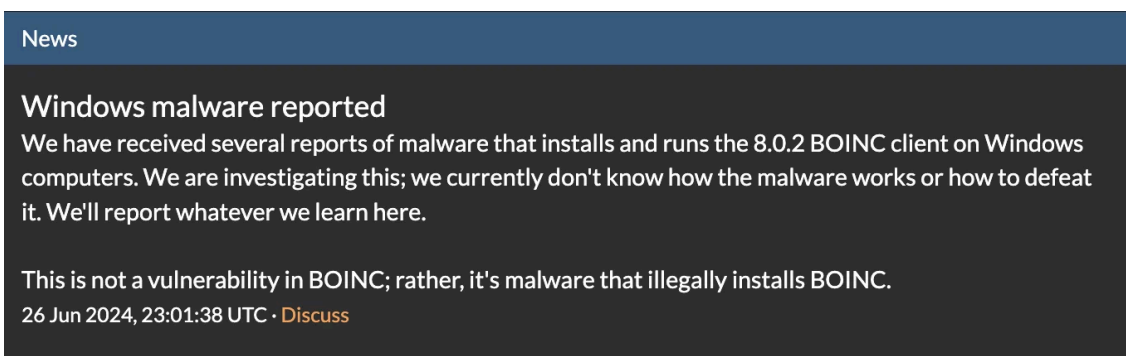 News
Windows malware reported
We have received several reports of malware that installs and runs the 8.0.2 BOINC client on Windows
computers. We are investigating this; we currently don't know how the malware works or how to defeat
it. We'll report whatever we learn here.
This is not a vulnerability in BOINC; rather, it's malware that illegally installs BOINC.
26 Jun 2024, 23:01:38 UTC · Discuss